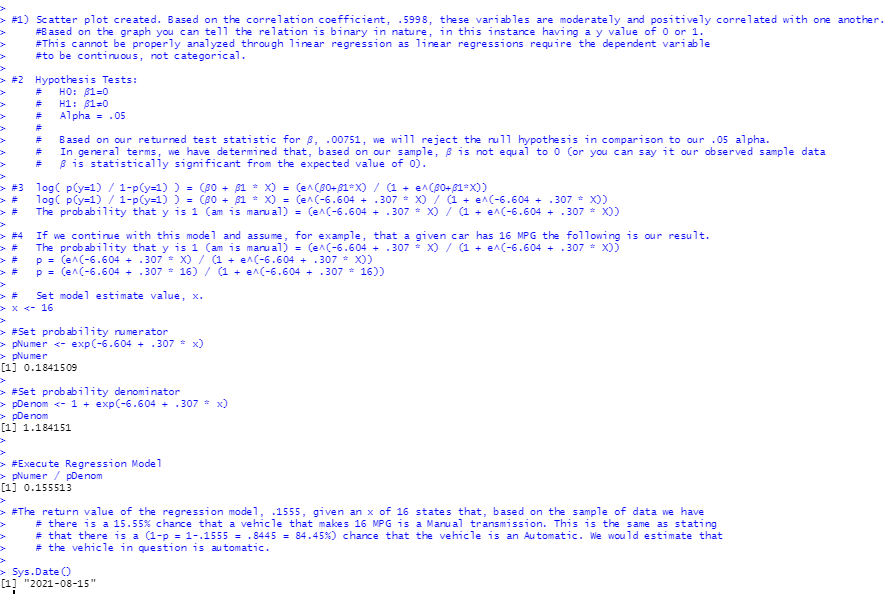 >
> #1) Scatter plot created. Based on the correlation coefficient, .5998, these variables are moderately and positively correlated with one another.
>     #Based on the graph you can tell the relation is binary in nature, in this instance having a y value of 0 or 1.
>     #This cannot be properly analyzed through linear regression as linear regressions require the dependent variable
>     #to be continuous, not categorical.
>
> #2  Hypothesis Tests:
>     #   H0: β1=0
>     #   H1: β1≠0
>     #   Alpha = .05
>     #
>     #   Based on our returned test statistic for β, .00751, we will reject the null hypothesis in comparison to our .05 alpha.
>     #   In general terms, we have determined that, based on our sample, β is not equal to 0 (or you can say it our observed sample data
>     #   β is statistically significant from the expected value of 0).
>
> #3  log( p(y=1) / 1-p(y=1) ) = (β0 + β1 * X) = (e^(β0+β1*X) / (1 + e^(β0+β1*X))
> #   log( p(y=1) / 1-p(y=1) ) = (β0 + β1 * X) = (e^(-6.604 + .307 * X) / (1 + e^(-6.604 + .307 * X))
> #   The probability that y is 1 (am is manual) = (e^(-6.604 + .307 * X) / (1 + e^(-6.604 + .307 * X))
>
> #4  If we continue with this model and assume, for example, that a given car has 16 MPG the following is our result.
> #   The probability that y is 1 (am is manual) = (e^(-6.604 + .307 * X) / (1 + e^(-6.604 + .307 * X))
> #   p = (e^(-6.604 + .307 * X) / (1 + e^(-6.604 + .307 * X))
> #   p = (e^(-6.604 + .307 * 16) / (1 + e^(-6.604 + .307 * 16))
>
> #   Set model estimate value, x.
> x <- 16
>
> #Set probability numerator
> pNumer <- exp(-6.604 + .307 * x)
> pNumer
[1] 0.1841509
>
> #Set probability denominator
> pDenom <- 1 + exp(-6.604 + .307 * x)
> pDenom
[1] 1.184151
>
>
> #Execute Regression Model
> pNumer / pDenom
[1] 0.155513
>
> #The return value of the regression model, .1555, given an x of 16 states that, based on the sample of data we have
>     # there is a 15.55% chance that a vehicle that makes 16 MPG is a Manual transmission. This is the same as stating
>     # that there is a (1-p = 1-.1555 = .8445 = 84.45%) chance that the vehicle is an Automatic. We would estimate that
>     # the vehicle in question is automatic.
>
> Sys.Date()
[1] "2021-08-15"